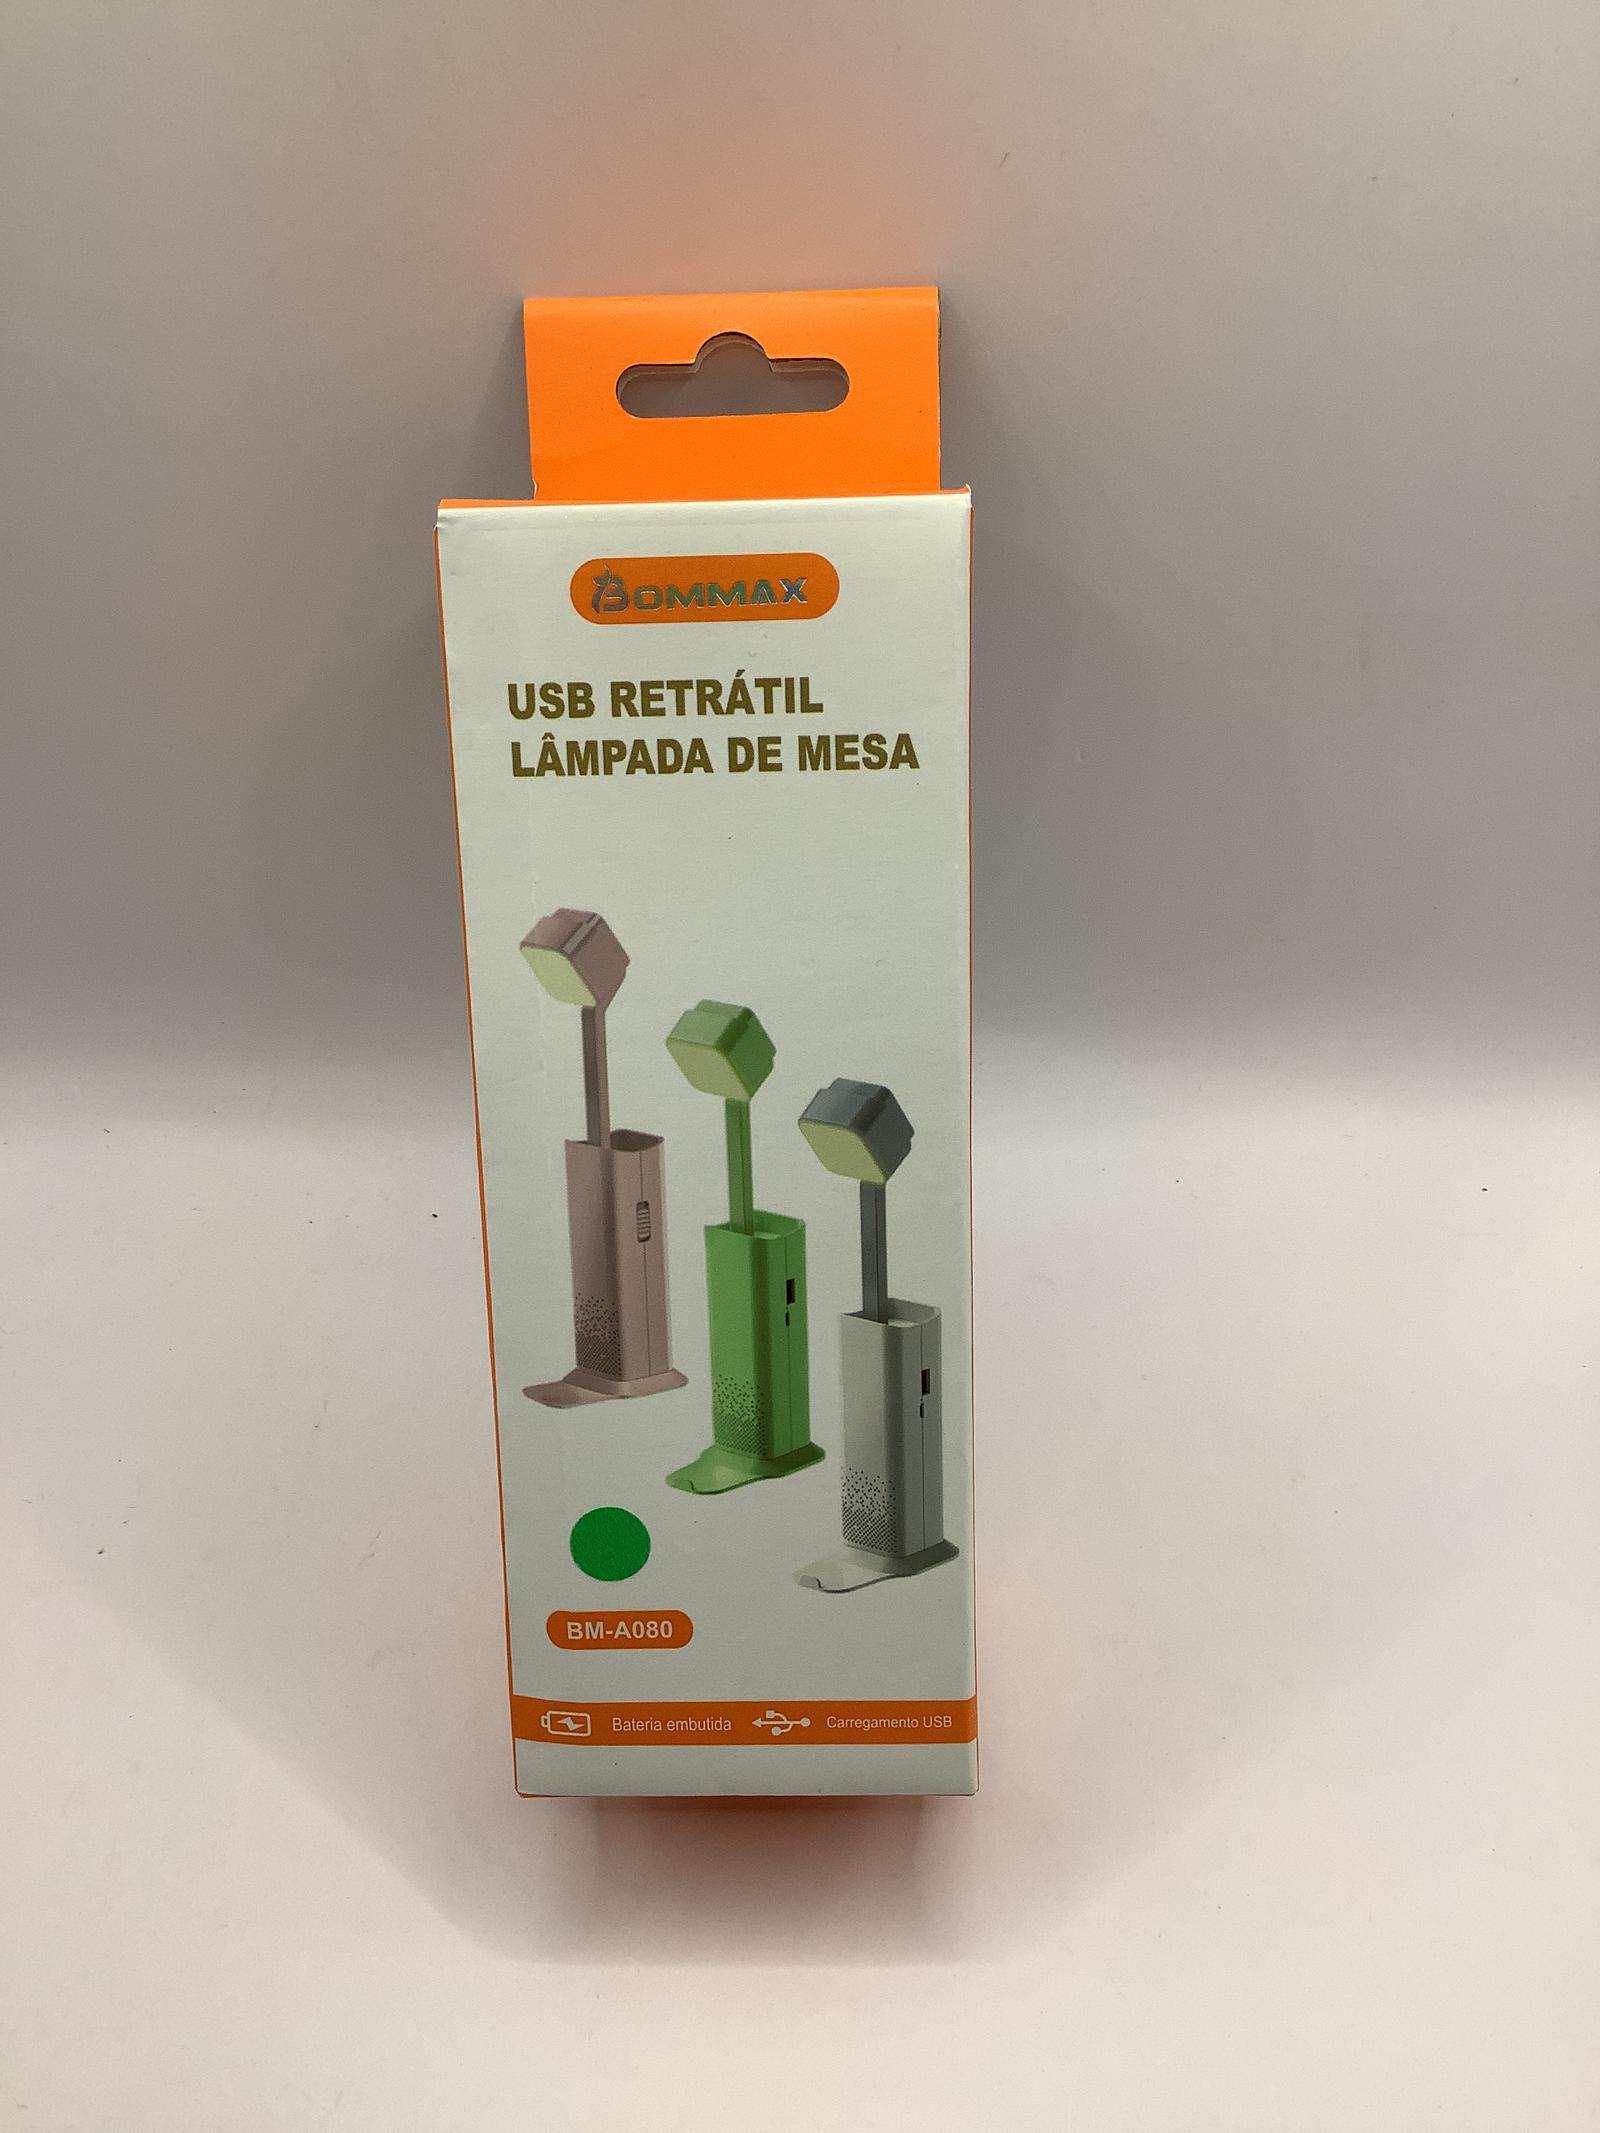 BOMMAX
USB RETRÁTIL
LÂMPADA DE MESA
BM-A080
Bateria embutida Carregamento USB